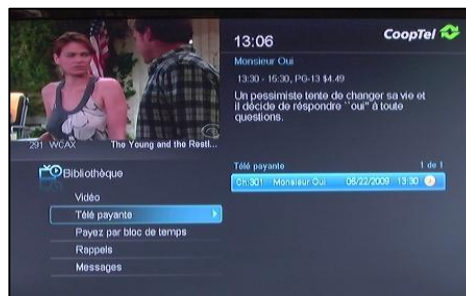 13:06
CoopTel
Monsieur Oui
13:30 - 15:30, PG-13 $4.49
Un pessimiste tente de changer sa vie et
il décide de répondre ``oui'' à toute
questions.
291 WCAX The Young and the Restl...
Bibliothèque
Vidéo
Télé payante
Payez par bloc de temps
Rappels
Messages
Télé payante 1 de 1
Ch:301 Monsieur Oui 06/22/2009 13:30